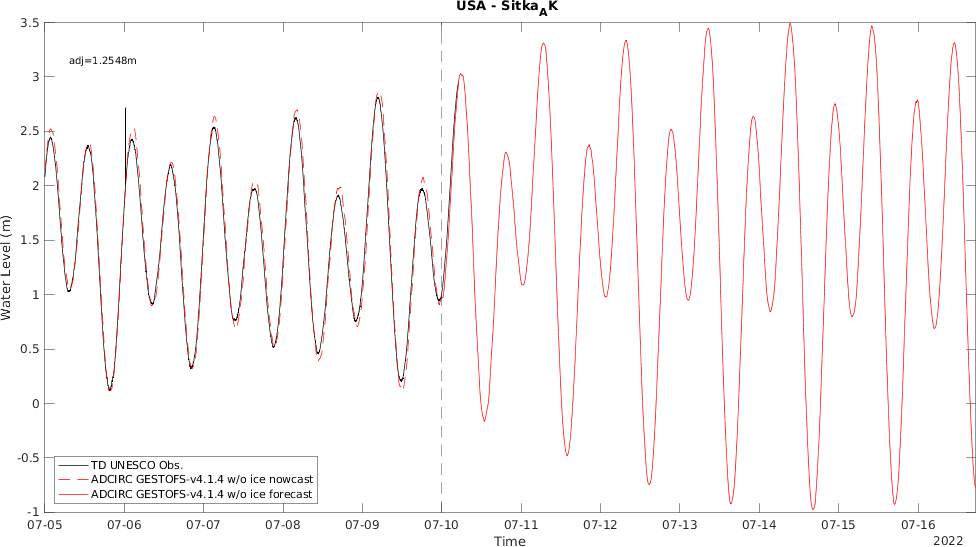 USA - SitkaAK
adj=1.2548m
3.5
3
2.5
2
1.5
1
0.5
0
-0.5
-1
Water Level (m)
TD UNESCO Obs.
ADCIRC GESTOFS-v4.1.4 w/o ice nowcast
ADCIRC GESTOFS-v4.1.4 w/o ice forecast
07-05 07-06 07-07 07-08 07-09 07-10 07-11 07-12 07-13 07-14 07-15 07-16
Time
2022